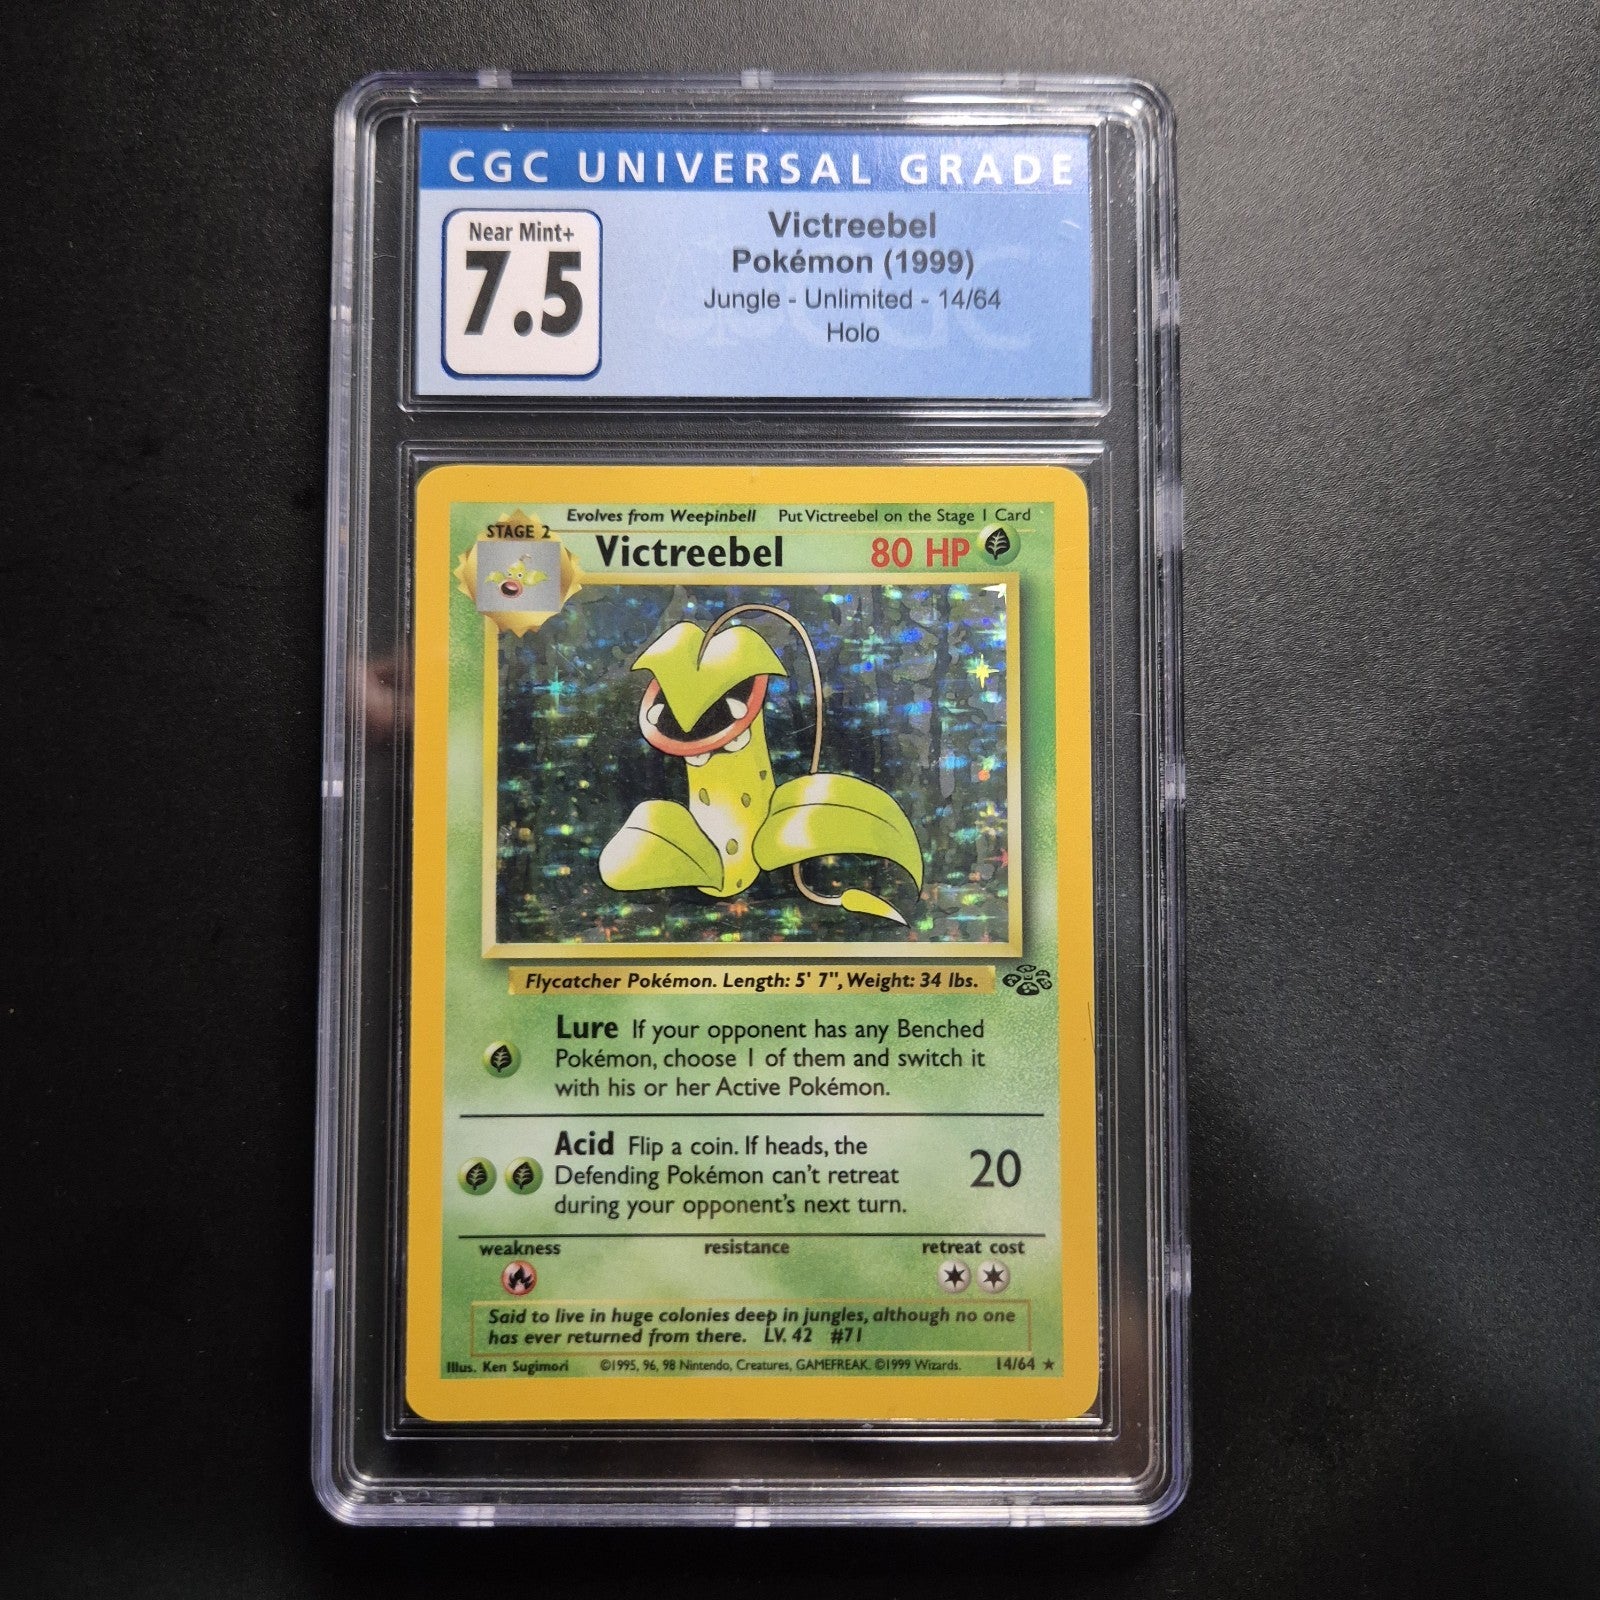 CGC UNIVERSAL GRADE
Near Mint+
7.5
Victreebel
Pokémon (1999)
Jungle - Unlimited - 14/64
Holo
Evolves from Weepinbell Put Victreebel on the Stage 1 Card
STAGE 2
Victreebel 80 HP
Flycatcher Pokémon. Length: 5' 7", Weight: 34 lbs.
Lure If your opponent has any Benched
Pokémon, choose 1 of them and switch it
with his or her Active Pokémon.
Acid Flip a coin. If heads, the
Defending Pokémon can't retreat
during your opponent's next turn.
20
weakness resistance retreat cost
Said to live in huge colonies deep in jungles, although no one
has ever returned from there. LV. 42 #71
Illus. Ken Sugimori ©1995, 96, 98 Nintendo, Creatures, GAMEFREAK. ©1999 Wizards. 14/64 ★